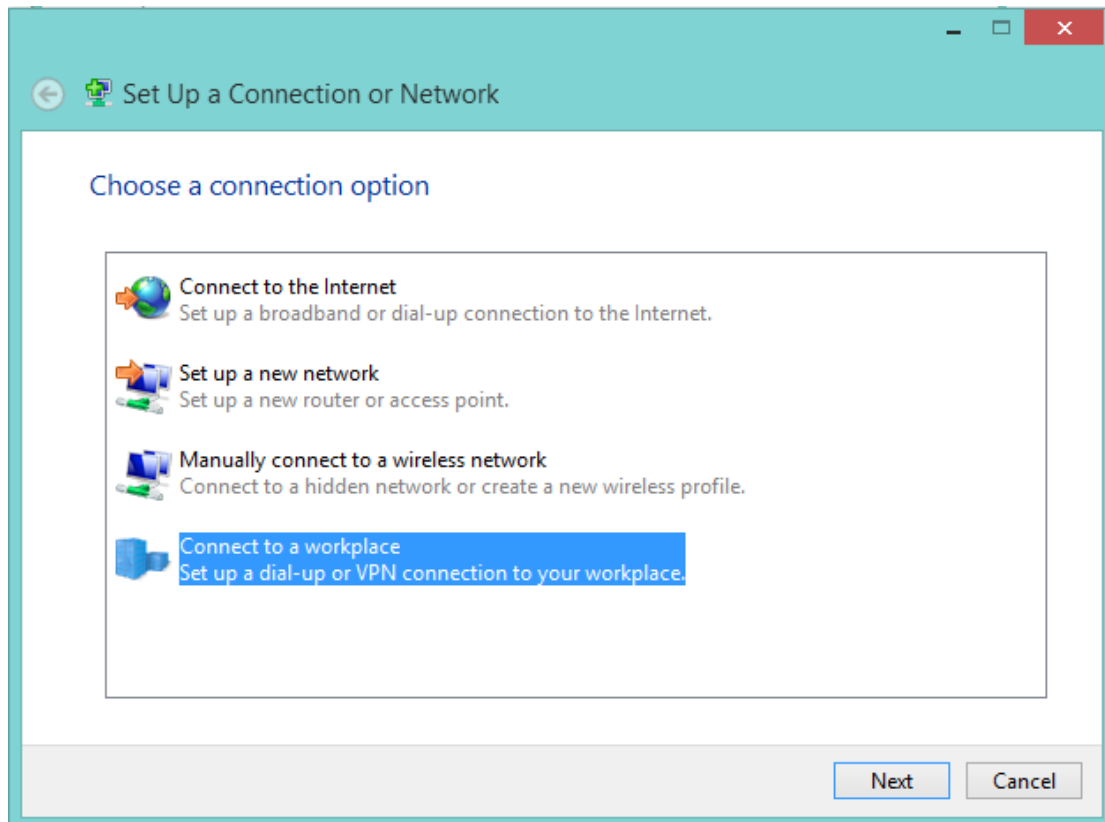 Set Up a Connection or Network
Choose a connection option
Connect to the Internet
Set up a broadband or dial-up connection to the Internet.
Set up a new network
Set up a new router or access point.
Manually connect to a wireless network
Connect to a hidden network or create a new wireless profile.
Connect to a workplace
Set up a dial-up or VPN connection to your workplace.
Next
Cancel